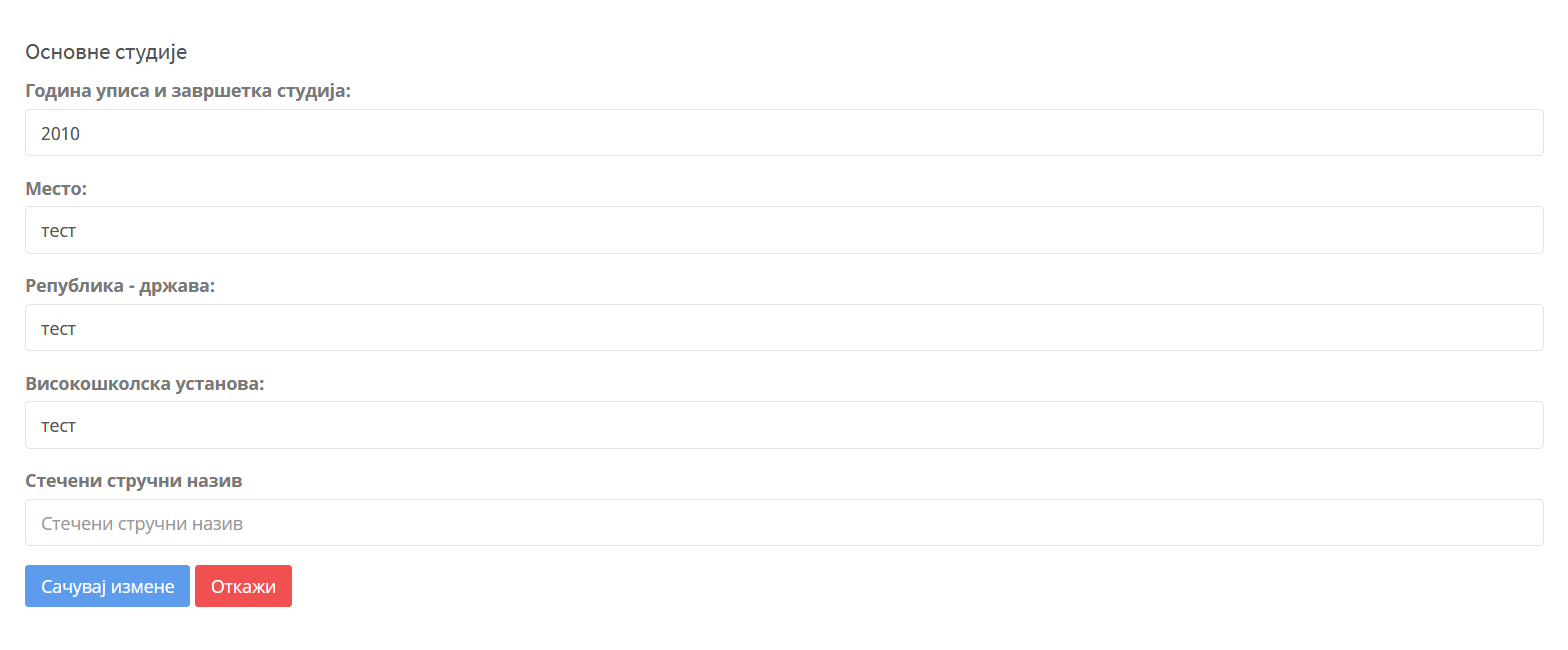 Основне студије
Година уписа и завршетка студија:
2010
Место:
тест
Република - држава:
тест
Високошколска установа:
тест
Стечени стручни назив
Стечени стручни назив
Сачувај измене Откажи